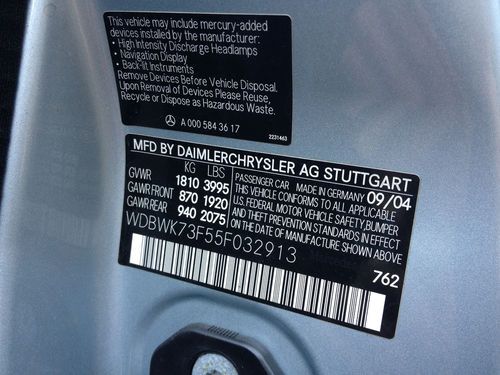 This vehicle may include mercury-added
devices installed by the manufacturer:
• High Intensity Discharge Headlamps
• Navigation Display
• Back-lit Instruments
Remove Devices Before Vehicle Disposal.
Upon Removal of Devices Please Reuse,
Recycle or Dispose as Hazardous Waste.
A 000 584 36 17
2231463
MFD BY DAIMLERCHRYSLER AG STUTTGART
KG LBS
GVWR 1810 3995
GAWR FRONT 870 1920
GAWR REAR 940 2075
PASSENGER CAR MADE IN GERMANY 09/04
THIS VEHICLE CONFORMS TO ALL APPLICABLE
U.S. FEDERAL MOTOR VEHICLE SAFETY, BUMPER
AND THEFT PREVENTION STANDARDS IN EFFECT
ON THE DATE OF MANUFACTURE SHOWN ABOVE.
WDBWK73F55F032913
762